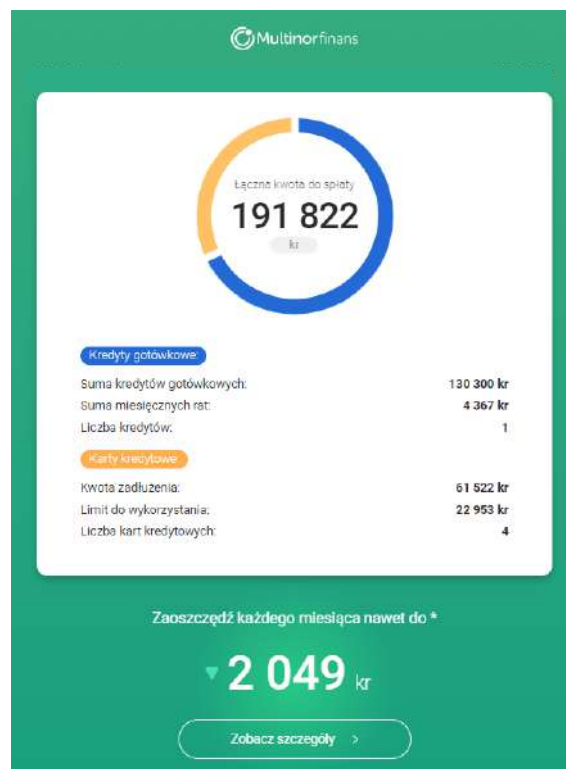 Multinorfinans
Łączna kwota do spłaty
191 822
kr
Kredyty gotówkowe:
Suma kredytów gotówkowych: 130 300 kr
Suma miesięcznych rat: 4 367 kr
Liczba kredytów: 1
Karty kredytowe:
Kwota zadłużenia: 61 522 kr
Limit do wykorzystania: 22 953 kr
Liczba kart kredytowych: 4
Zaoszczędź każdego miesiąca nawet do *
2 049 kr
Zobacz szczegóły >